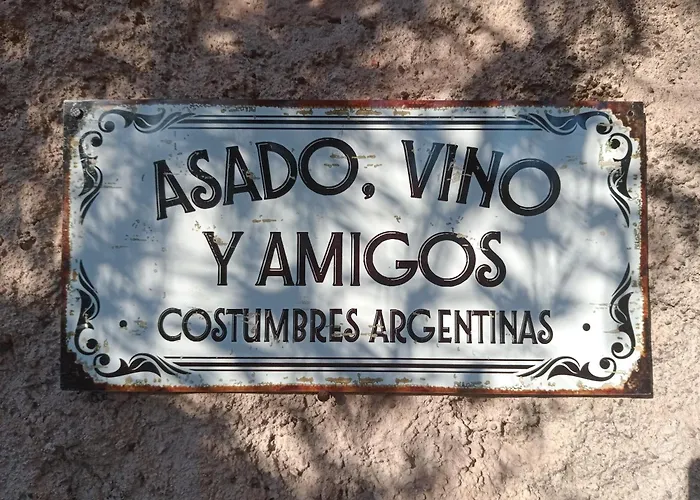 ASADO, VINO
Y AMIGOS
COSTUMBRES ARGENTINAS